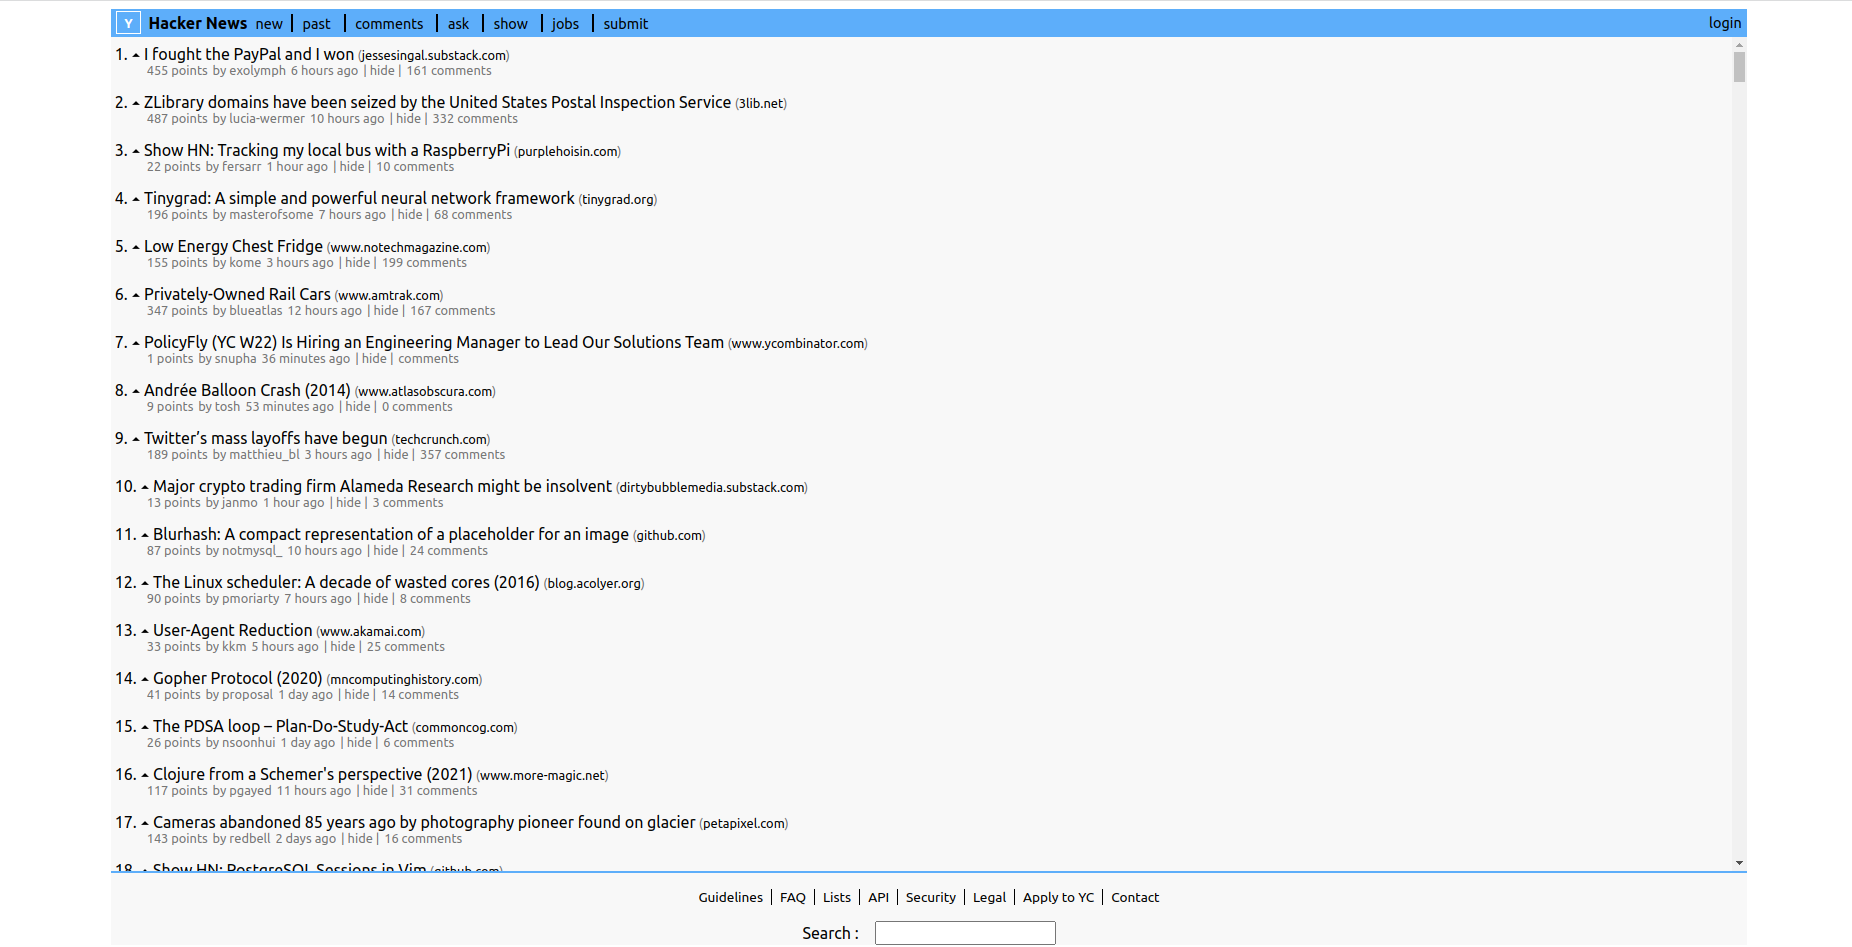 Y Hacker News new | past | comments | ask | show | jobs | submit login
1. I fought the PayPal and I won (jessesingal.substack.com)
455 points by exolymph 6 hours ago | hide | 161 comments
2. ZLibrary domains have been seized by the United States Postal Inspection Service (3lib.net)
487 points by lucia-wermer 10 hours ago | hide | 332 comments
3. Show HN: Tracking my local bus with a RaspberryPi (purplehoisin.com)
22 points by fersarr 1 hour ago | hide | 10 comments
4. Tinygrad: A simple and powerful neural network framework (tinygrad.org)
196 points by masterofsome 7 hours ago | hide | 68 comments
5. Low Energy Chest Fridge (www.notechmagazine.com)
155 points by kome 3 hours ago | hide | 199 comments
6. Privately-Owned Rail Cars (www.amtrak.com)
347 points by blueatlas 12 hours ago | hide | 167 comments
7. PolicyFly (YC W22) Is Hiring an Engineering Manager to Lead Our Solutions Team (www.ycombinator.com)
1 points by snupha 36 minutes ago | hide | comments
8. Andrée Balloon Crash (2014) (www.atlasobscura.com)
9 points by tosh 53 minutes ago | hide | 0 comments
9. Twitter’s mass layoffs have begun (techcrunch.com)
189 points by matthieu_bl 3 hours ago | hide | 357 comments
10. Major crypto trading firm Alameda Research might be insolvent (dirtybubblemedia.substack.com)
13 points by janmo 1 hour ago | hide | 3 comments
11. Blurhash: A compact representation of a placeholder for an image (github.com)
87 points by notmysql_ 10 hours ago | hide | 24 comments
12. The Linux scheduler: A decade of wasted cores (2016) (blog.acolyer.org)
90 points by pmoriarty 7 hours ago | hide | 8 comments
13. User-Agent Reduction (www.akamai.com)
33 points by kkm 5 hours ago | hide | 25 comments
14. Gopher Protocol (2020) (mncomputinghistory.com)
41 points by proposal 1 day ago | hide | 14 comments
15. The PDSA loop – Plan-Do-Study-Act (commoncog.com)
26 points by nsoonhui 1 day ago | hide | 6 comments
16. Clojure from a Schemer's perspective (2021) (www.more-magic.net)
117 points by pgayed 11 hours ago | hide | 31 comments
17. Cameras abandoned 85 years ago by photography pioneer found on glacier (petapixel.com)
143 points by redbell 2 days ago | hide | 16 comments
18. Show HN: PostgreSQL Sessions in Vim (github.com)
Guidelines | FAQ | Lists | API | Security | Legal | Apply to YC | Contact
Search :